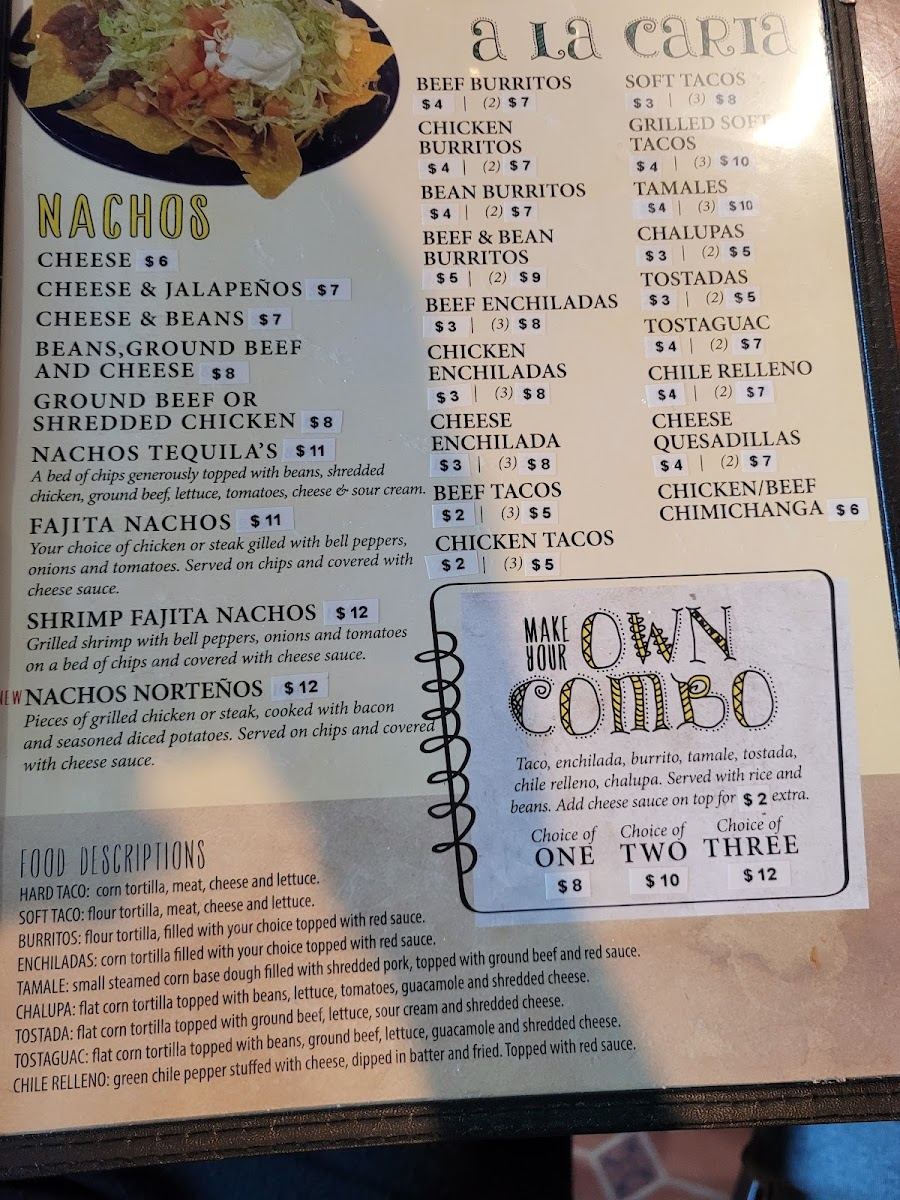 NACHOS
CHEESE $6
CHEESE & JALAPEÑOS $7
CHEESE & BEANS $7
BEANS,GROUND BEEF
AND CHEESE $8
GROUND BEEF OR
SHREDDED CHICKEN $8
NACHOS TEQUILA'S $11
A bed of chips generously topped with beans, shredded
chicken, ground beef, lettuce, tomatoes, cheese & sour cream.
FAJITA NACHOS $11
Your choice of chicken or steak gilled with bell peppers,
onions and tomatoes. Served on chips and covered with
cheese sauce.
SHRIMP FAJITA NACHOS $12
Grilled shrimp with bell peppers, onions and tomatoes
on a bed of chips and covered with cheese sauce.
NEW NACHOS NORTEÑOS $12
Pieces of grilled chicken or steak, cooked with bacon
and seasoned diced potatoes. Served on chips and covered
with cheese sauce.
a La CarTa
BEEF BURRITOS
$4 | (2) $7
CHICKEN
BURRITOS
$4 | (2) $7
BEAN BURRITOS
$4 | (2) $7
BEEF & BEAN
BURRITOS
$5 | (2) $9
BEEF ENCHILADAS
$3 | (3) $8
CHICKEN
ENCHILADAS
$3 | (3) $8
CHEESE
ENCHILADA
$3 | (3) $8
BEEF TACOS
$2 | (3) $5
CHICKEN TACOS
$2 | (3) $5
SOFT TACOS
$3 | (3) $8
GRILLED SOFT
TACOS
$4 | (3) $10
TAMALES
$4 | (3) $10
CHALUPAS
$3 | (2) $5
TOSTADAS
$3 | (2) $5
TOSTAGUAC
$4 | (2) $7
CHILE RELLENO
$4 | (2) $7
CHEESE
QUESADILLAS
$4 | (2) $7
CHICKEN/BEEF
CHIMICHANGA $6
MAKE YOUR OWN
COMBO
Taco, enchilada, burrito, tamale, tostada,
chile relleno, chalupa. Served with rice and
beans. Add cheese sauce on top for $2 extra.
Choice of Choice of Choice of
ONE TWO THREE
$8 $10 $12
FOOD DESCRIPTIONS
HARD TACO: corn tortilla, meat, cheese and lettuce.
SOFT TACO: flour tortilla, meat, cheese and lettuce.
BURRITOS: flour tortilla, filled with your choice topped with red sauce.
ENCHILADAS: corn tortilla filled with your choice topped with red sauce.
TAMALE: small steamed corn base dough filled with shredded pork, topped with ground beef and red sauce.
CHALUPA: flat corn tortilla topped with beans, lettuce, tomatoes, guacamole and shredded cheese.
TOSTADA: flat corn tortilla topped with ground beef, lettuce, sour cream and shredded cheese.
TOSTAGUAC: flat corn tortilla topped with beans, ground beef, lettuce, guacamole and shredded cheese.
CHILE RELLENO: green chile pepper stuffed with cheese, dipped in batter and fried. Topped with red sauce.